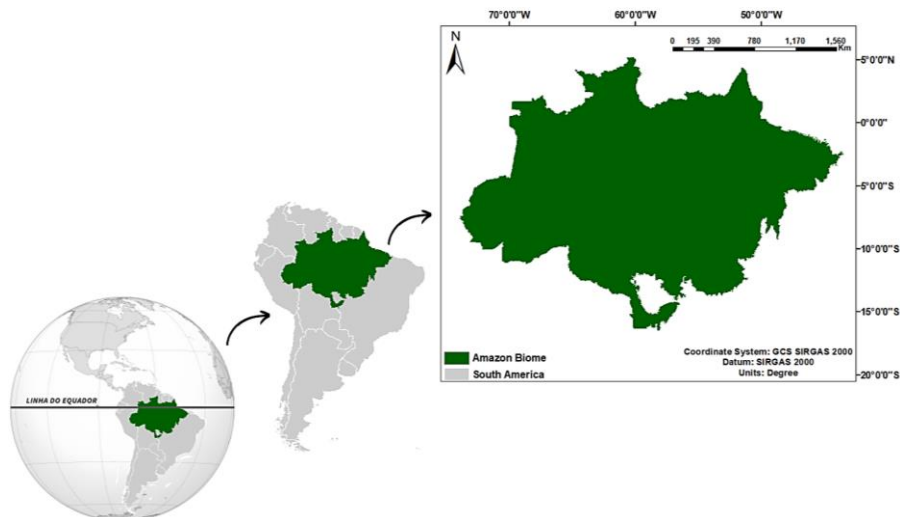 70°0'0"W 60°0'0"W 50°0'0"W
N
0 195 390 780 1,170 1,560
Km
5°0'0"N
0°0'0"
5°0'0"S
10°0'0"S
15°0'0"S
20°0'0"S
Amazon Biome
South America
Coordinate System: GCS SIRGAS 2000
Datum: SIRGAS 2000
Units: Degree
LINHA DO EQUADOR